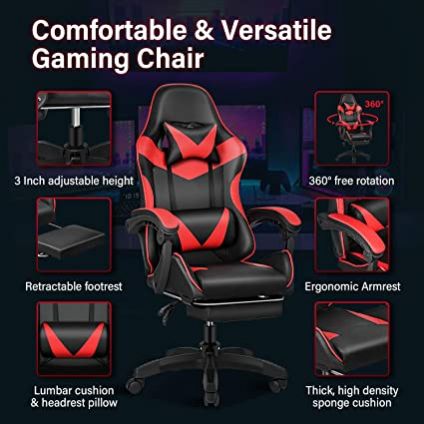 Comfortable & Versatile
Gaming Chair
360°
3 Inch adjustable height
360° free rotation
Retractable footrest
Ergonomic Armrest
Lumbar cushion
& headrest pillow
Thick, high density
sponge cushion